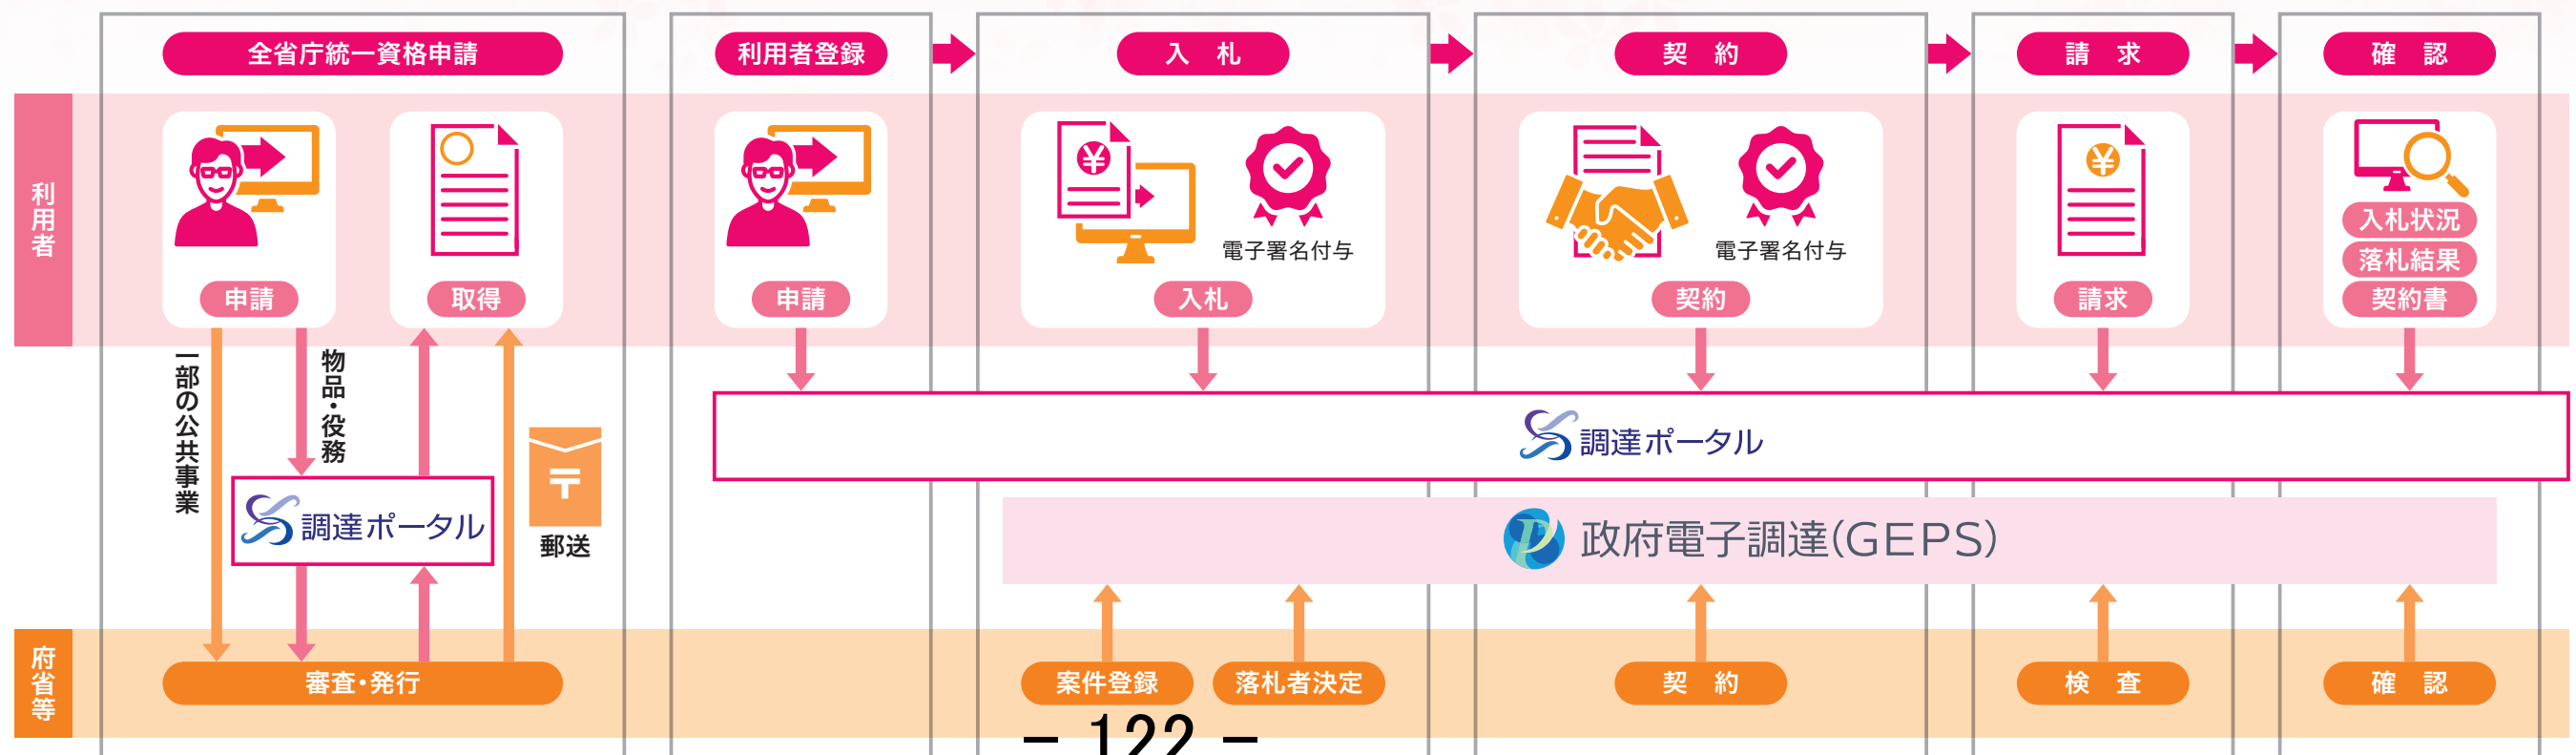 全省庁統一資格申請
利用者登録
入 札
契 約
請 求
確 認
利用者
電子署名付与
電子署名付与
入札状況
落札結果
申請
取得
申請
入札
契約
請求
契約書
一部の公共事業
物品・役務
調達ポータル
調達ポータル
郵送
政府電子調達(GEPS)
府省等
審査・発行
案件登録
落札者決定
契 約
検 査
確 認
- 122 -